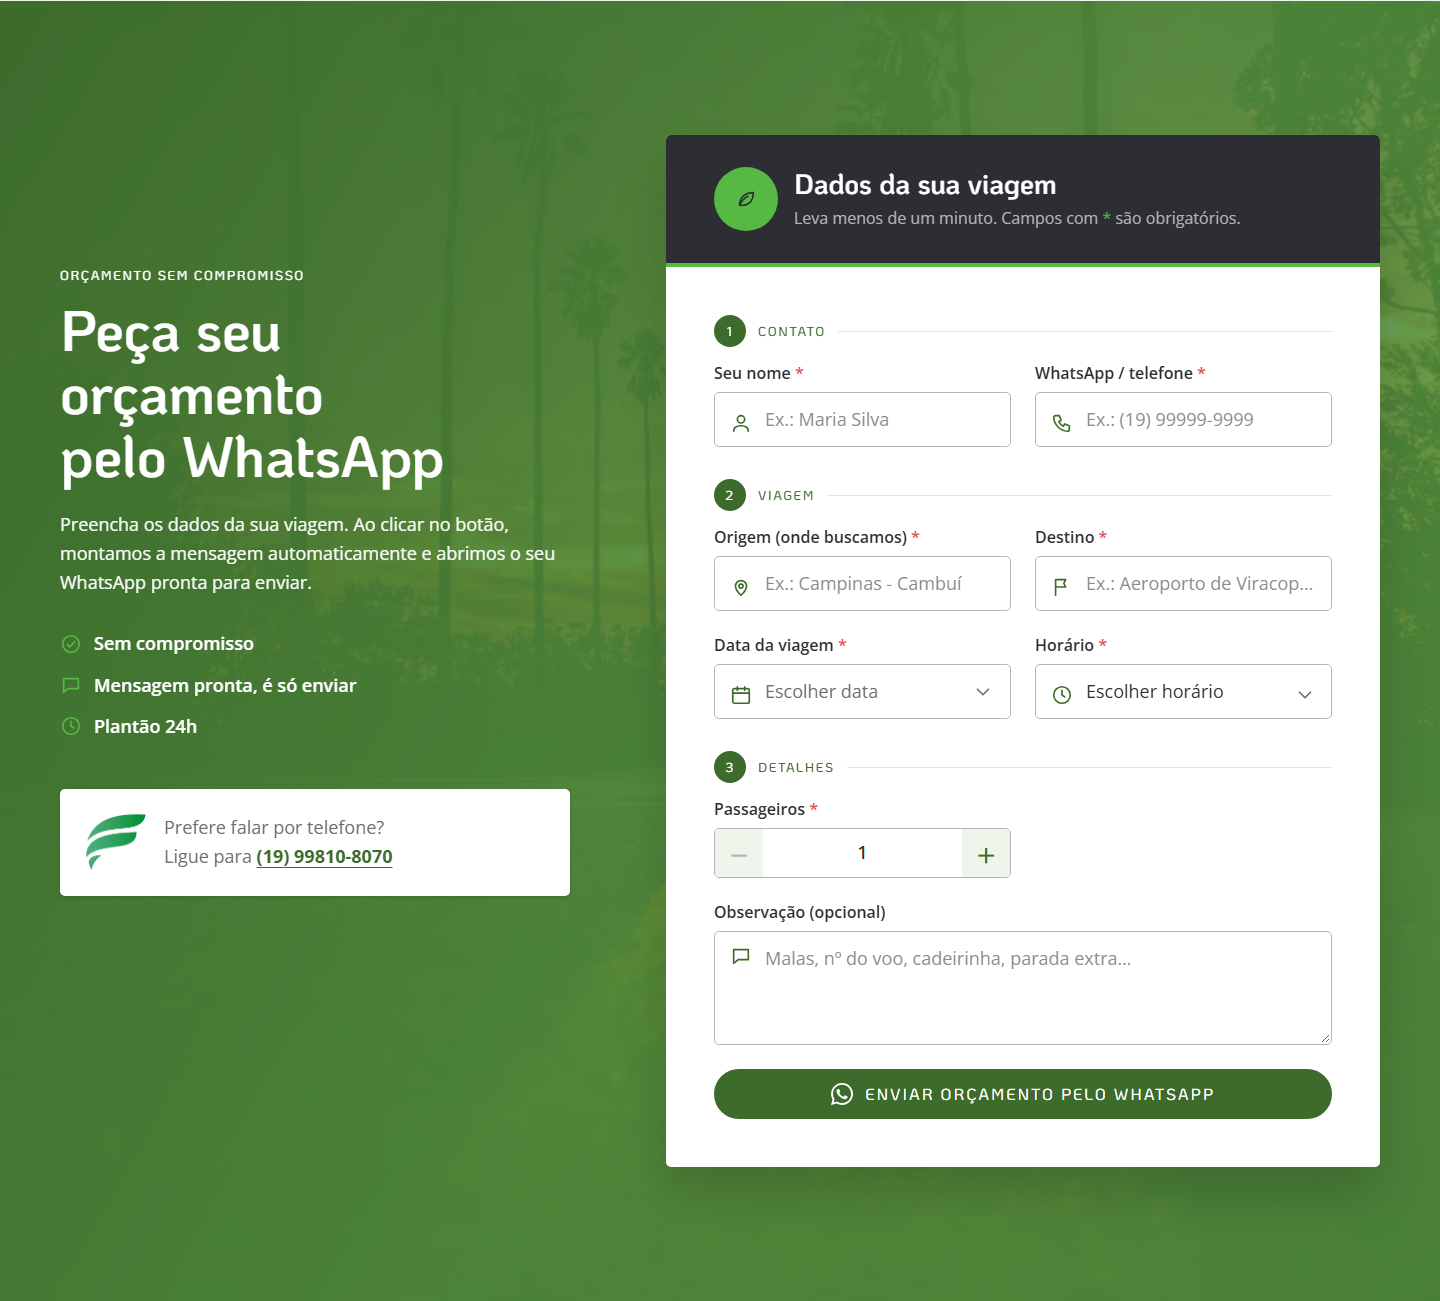 ORÇAMENTO SEM COMPROMISSO
Peça seu
orçamento
pelo WhatsApp
Preencha os dados da sua viagem. Ao clicar no botão,
montamos a mensagem automaticamente e abrimos o seu
WhatsApp pronta para enviar.
Sem compromisso
Mensagem pronta, é só enviar
Plantão 24h
Prefere falar por telefone?
Ligue para (19) 99810-8070
Dados da sua viagem
Leva menos de um minuto. Campos com * são obrigatórios.
1 CONTATO
Seu nome *
Ex.: Maria Silva
WhatsApp / telefone *
Ex.: (19) 99999-9999
2 VIAGEM
Origem (onde buscamos) *
Ex.: Campinas - Cambuí
Destino *
Ex.: Aeroporto de Viracop...
Data da viagem *
Escolher data
Horário *
Escolher horário
3 DETALHES
Passageiros *
− 1 +
Observação (opcional)
Malas, nº do voo, cadeirinha, parada extra...
ENVIAR ORÇAMENTO PELO WHATSAPP